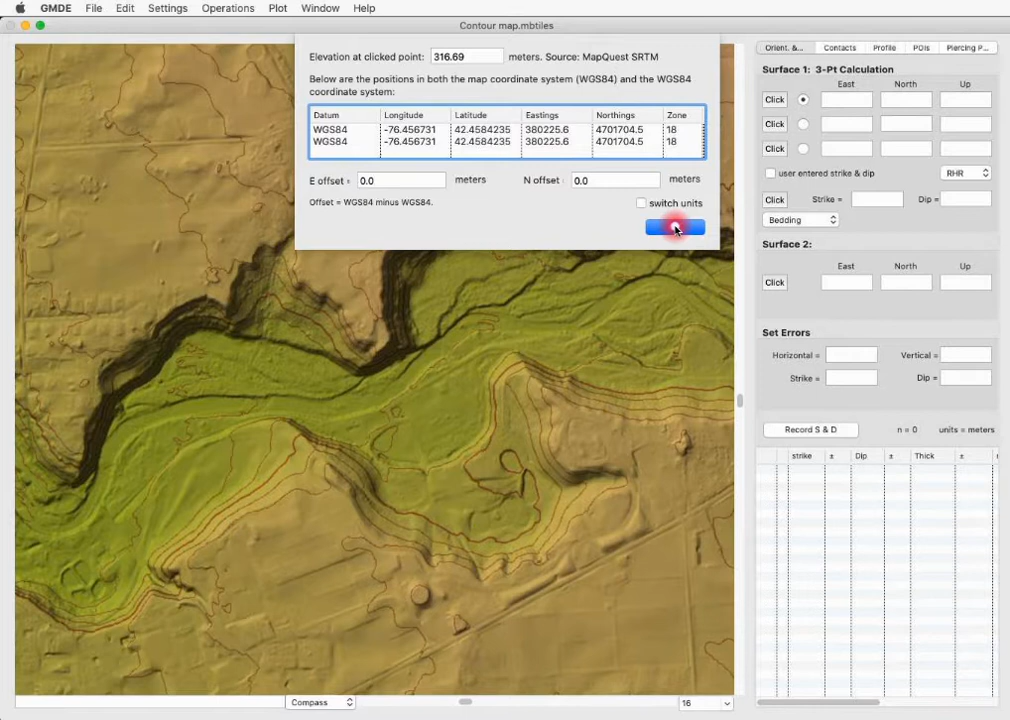 GMDE File Edit Settings Operations Plot Window Help
Contour map.mbtiles
Elevation at clicked point: 316.69 meters. Source: MapQuest SRTM
Below are the positions in both the map coordinate system (WGS84) and the WGS84
coordinate system:
Datum Longitude Latitude Eastings Northings Zone
WGS84 -76.456731 42.4584235 380225.6 4701704.5 18
WGS84 -76.456731 42.4584235 380225.6 4701704.5 18
E offset = 0.0 meters N offset = 0.0 meters
Offset = WGS84 minus WGS84.
switch units
Orient. &... Contacts Profile POIs Piercing P...
Surface 1: 3-Pt Calculation
East North Up
Click
Click
Click
user entered strike & dip RHR
Click Strike = Dip =
Bedding
Surface 2:
East North Up
Click
Set Errors
Horizontal = Vertical =
Strike = Dip =
Record S & D n = 0 units = meters
strike ± Dip ± Thick ±
Compass 16